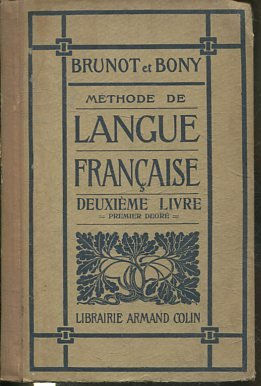 BRUNOT et BONY
MÉTHODE DE
LANGUE
FRANÇAISE
DEUXIÈME LIVRE
= PREMIER DEGRÉ =
LIBRAIRIE ARMAND COLIN